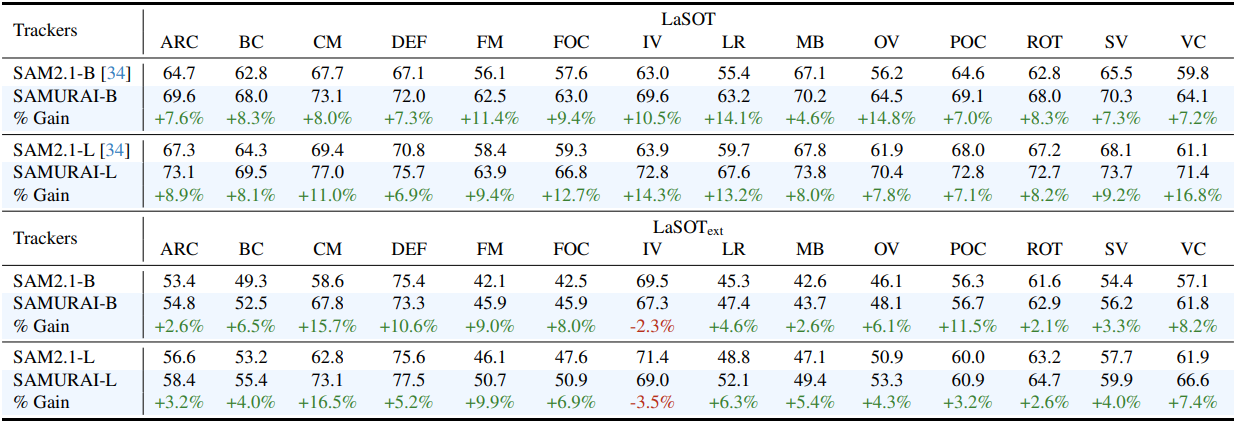 Trackers LaSOT
ARC BC CM DEF FM FOC IV LR MB OV POC ROT SV VC
SAM2.1-B [34] 64.7 62.8 67.7 67.1 56.1 57.6 63.0 55.4 67.1 56.2 64.6 62.8 65.5 59.8
SAMURAI-B 69.6 68.0 73.1 72.0 62.5 63.0 69.6 63.2 70.2 64.5 69.1 68.0 70.3 64.1
% Gain +7.6% +8.3% +8.0% +7.3% +11.4% +9.4% +10.5% +14.1% +4.6% +14.8% +7.0% +8.3% +7.3% +7.2%
SAM2.1-L [34] 67.3 64.3 69.4 70.8 58.4 59.3 63.9 59.7 67.8 61.9 68.0 67.2 68.1 61.1
SAMURAI-L 73.1 69.5 77.0 75.7 63.9 66.8 72.8 67.6 73.8 70.4 72.8 72.7 73.7 71.4
% Gain +8.9% +8.1% +11.0% +6.9% +9.4% +12.7% +14.3% +13.2% +8.0% +7.8% +7.1% +8.2% +9.2% +16.8%
Trackers LaSOText
ARC BC CM DEF FM FOC IV LR MB OV POC ROT SV VC
SAM2.1-B 53.4 49.3 58.6 75.4 42.1 42.5 69.5 45.3 42.6 46.1 56.3 61.6 54.4 57.1
SAMURAI-B 54.8 52.5 67.8 73.3 45.9 45.9 67.3 47.4 43.7 48.1 56.7 62.9 56.2 61.8
% Gain +2.6% +6.5% +15.7% +10.6% +9.0% +8.0% -2.3% +4.6% +2.6% +6.1% +11.5% +2.1% +3.3% +8.2%
SAM2.1-L 56.6 53.2 62.8 75.6 46.1 47.6 71.4 48.8 47.1 50.9 60.0 63.2 57.7 61.9
SAMURAI-L 58.4 55.4 73.1 77.5 50.7 50.9 69.0 52.1 49.4 53.3 60.9 64.7 59.9 66.6
% Gain +3.2% +4.0% +16.5% +5.2% +9.9% +6.9% -3.5% +6.3% +5.4% +4.3% +3.2% +2.6% +4.0% +7.4%